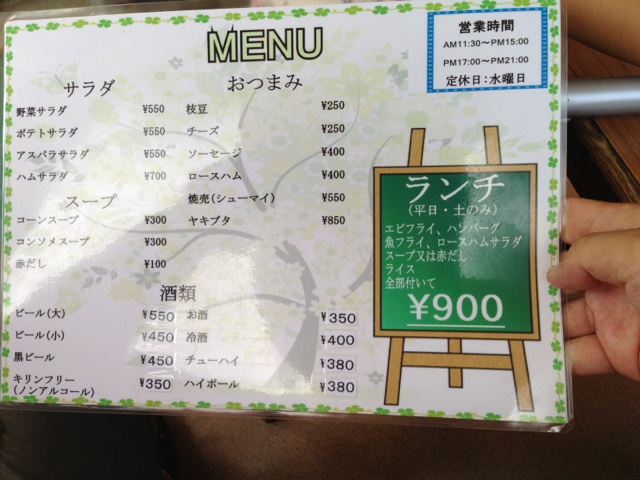 MENU
営業時間
AM11:30～PM15:00
PM17:00～PM21:00
定休日：水曜日
サラダ
野菜サラダ ¥550
ポテトサラダ ¥550
アスパラサラダ ¥550
ハムサラダ ¥700
スープ
コーンスープ ¥300
コンソメスープ ¥300
赤だし ¥100
おつまみ
枝豆 ¥250
チーズ ¥250
ソーセージ ¥400
ロースハム ¥400
焼売(シューマイ) ¥550
ヤキブタ ¥850
酒類
ビール(大) ¥550
ビール(小) ¥450
黒ビール ¥450
キリンフリー
(ノンアルコール) ¥350
お酒 ¥350
冷酒 ¥400
チューハイ ¥380
ハイボール ¥380
ランチ
(平日・土のみ)
エビフライ、ハンバーグ
魚フライ、ロースハムサラダ
スープ又は赤だし
ライス
全部付いて
¥900